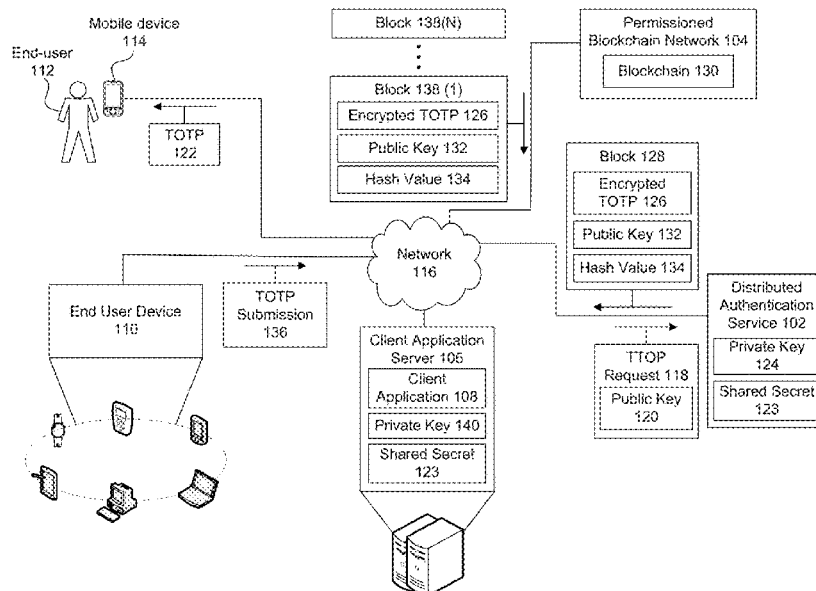 Block 138(N)
Mobile device
114
End-user
112
TOTP
122
Block 138 (1)
Encrypted TOTP 126
Public Key 132
Hash Value 134
Permissioned
Blockchain Network 104
Blockchain 130
Block 128
Encrypted
TOTP 126
Public Key 132
Hash Value 134
Network
116
End User Device
110
TOTP
Submission
136
Client Application
Server 106
Client
Application 108
Private Key 140
Shared Secret
123
TTOP
Request 118
Public Key
120
Distributed
Authentication
Service 102
Private Key
124
Shared Secret
123